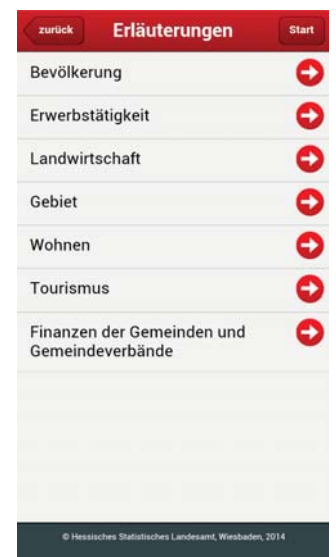 zurück Erläuterungen Start
Bevölkerung
Erwerbstätigkeit
Landwirtschaft
Gebiet
Wohnen
Tourismus
Finanzen der Gemeinden und
Gemeindeverbände
© Hessisches Statistisches Landesamt, Wiesbaden, 2014